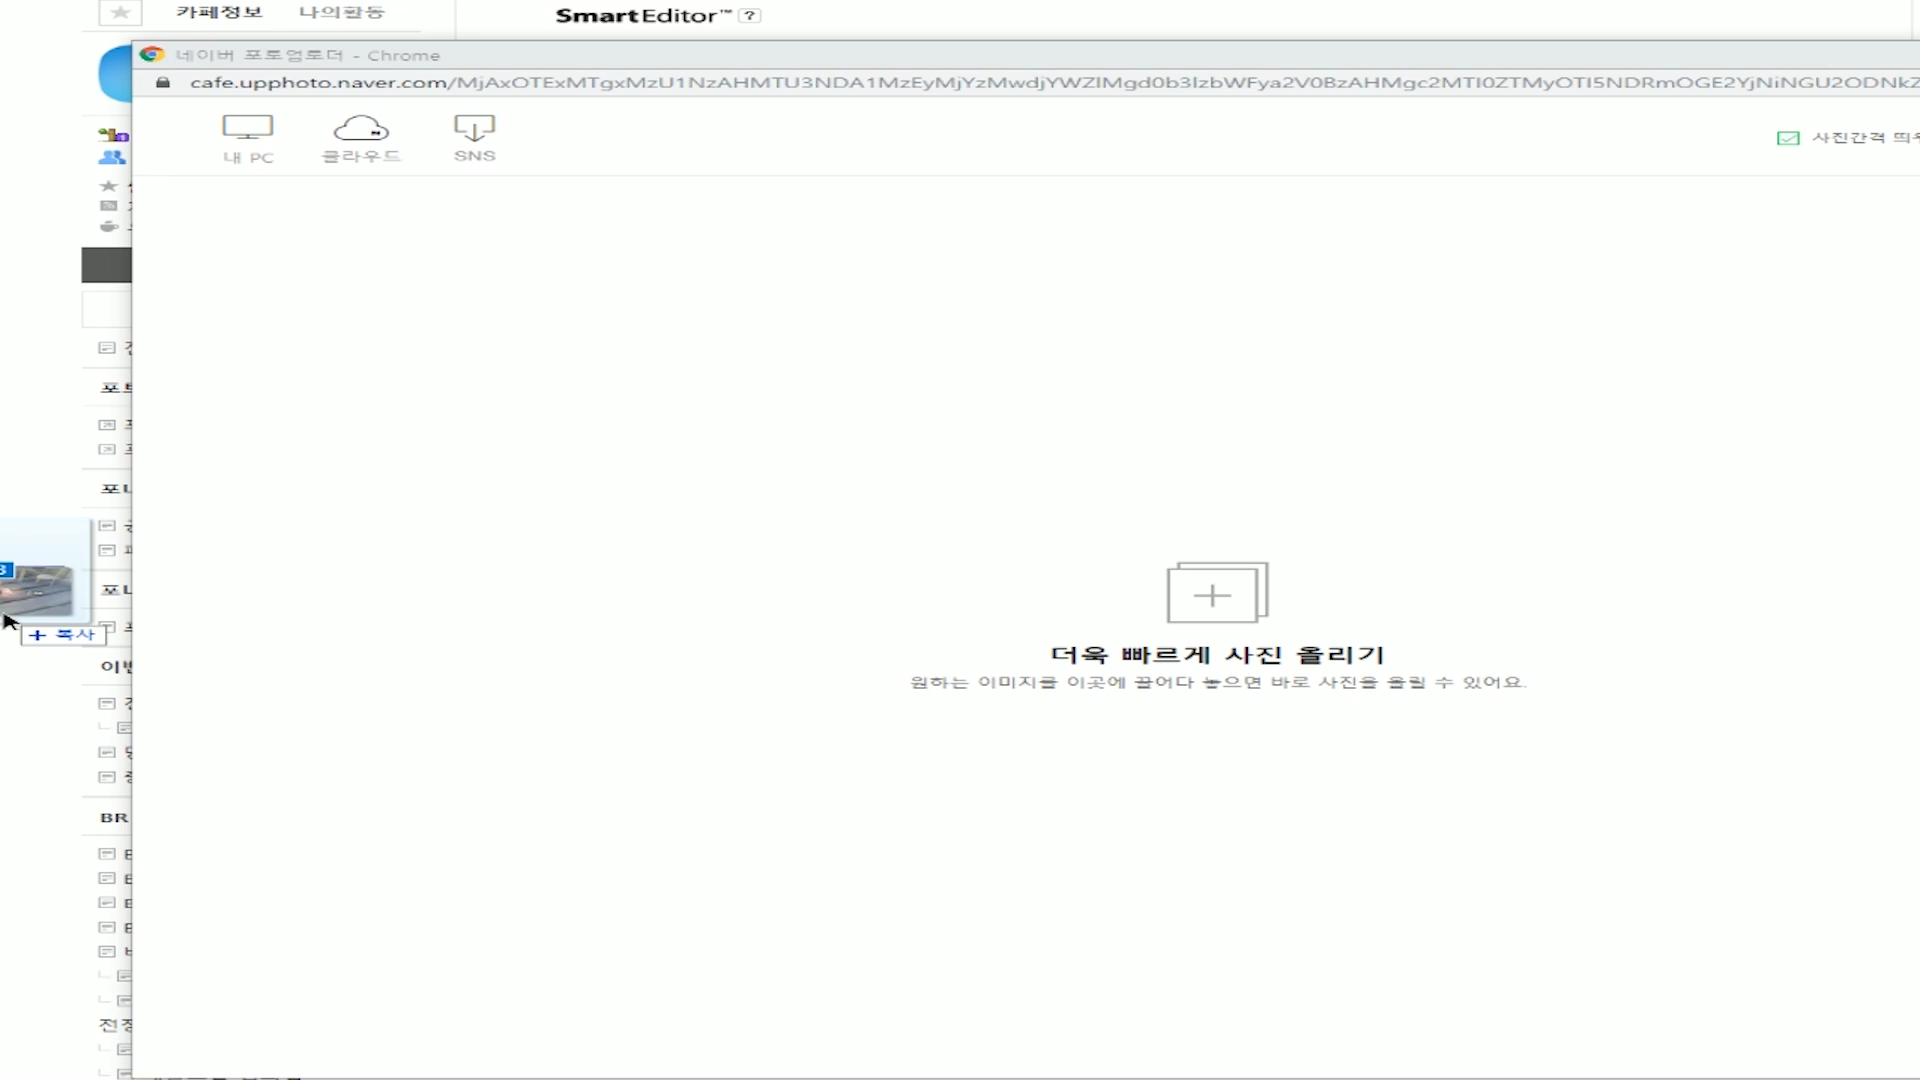 카페정보 나의활동
SmartEditor™ ?
네이버 포토업로더 - Chrome
cafe.upphoto.naver.com/MjAxOTExMTgxMzU1NzAHMTU3NDA1MzEyMjYzMwdjYWZlMgd0b3lzbWFya2V0BzAHMgc2MTI0ZTMyOTI5NDRmOGE2YjNiNGU2ODNkZ
내 PC 클라우드 SNS
사진간격
+ 복사
더욱 빠르게 사진 올리기
원하는 이미지를 이곳에 끌어다 놓으면 바로 사진을 올릴 수 있어요.
BR